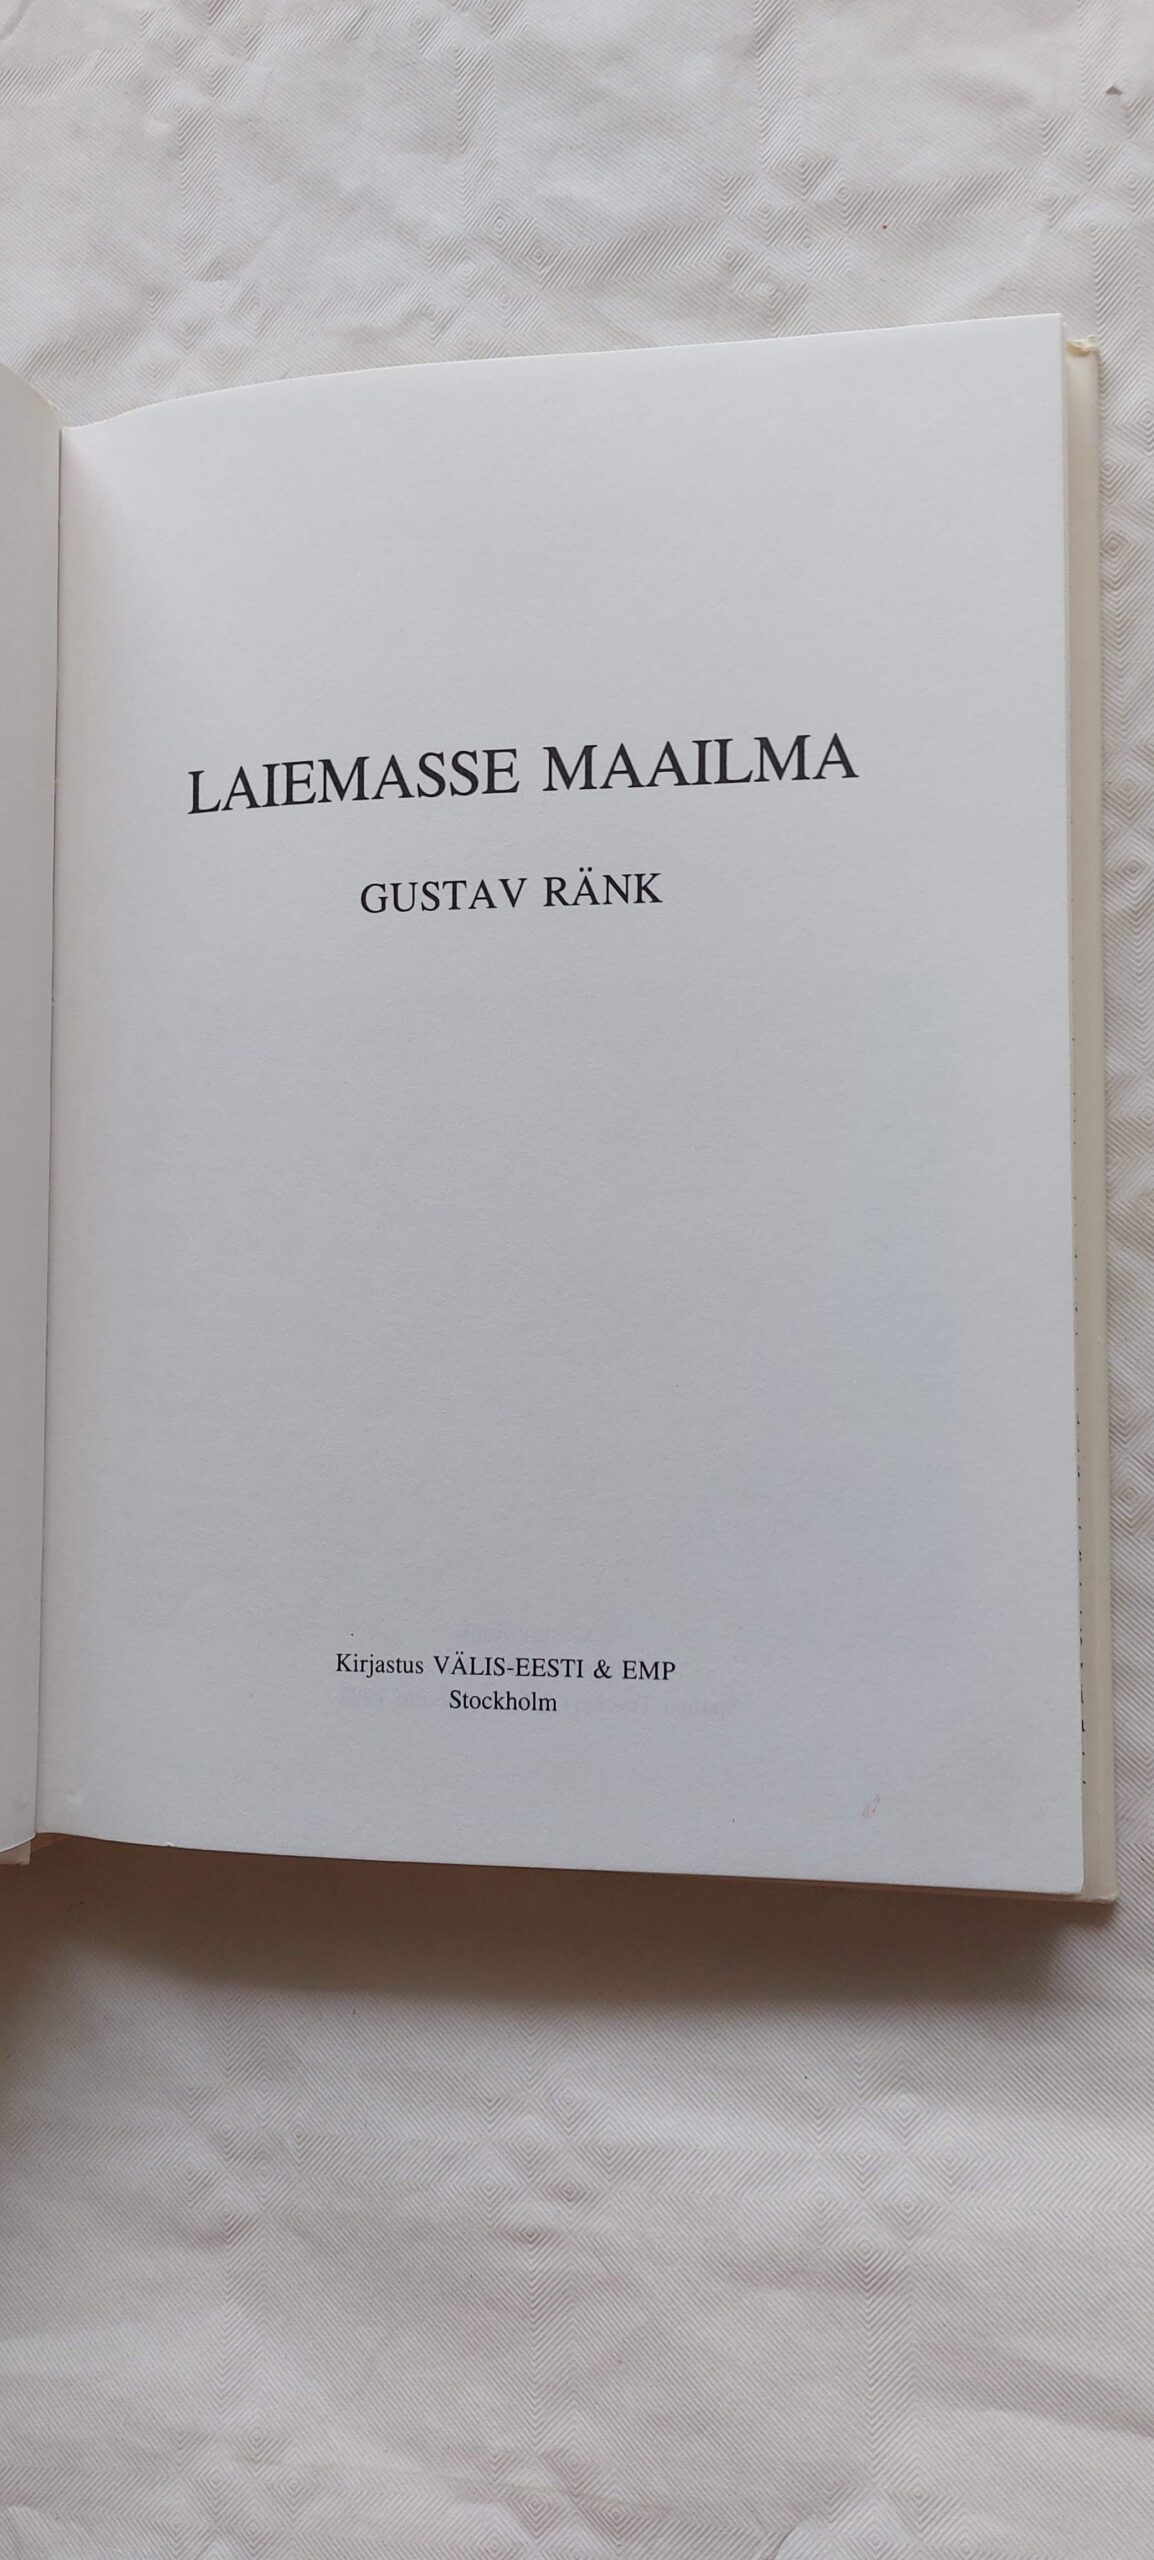 LAIEMASSE MAAILMA
GUSTAV RÄNK
Kirjastus VÄLIS-EESTI & EMP
Stockholm